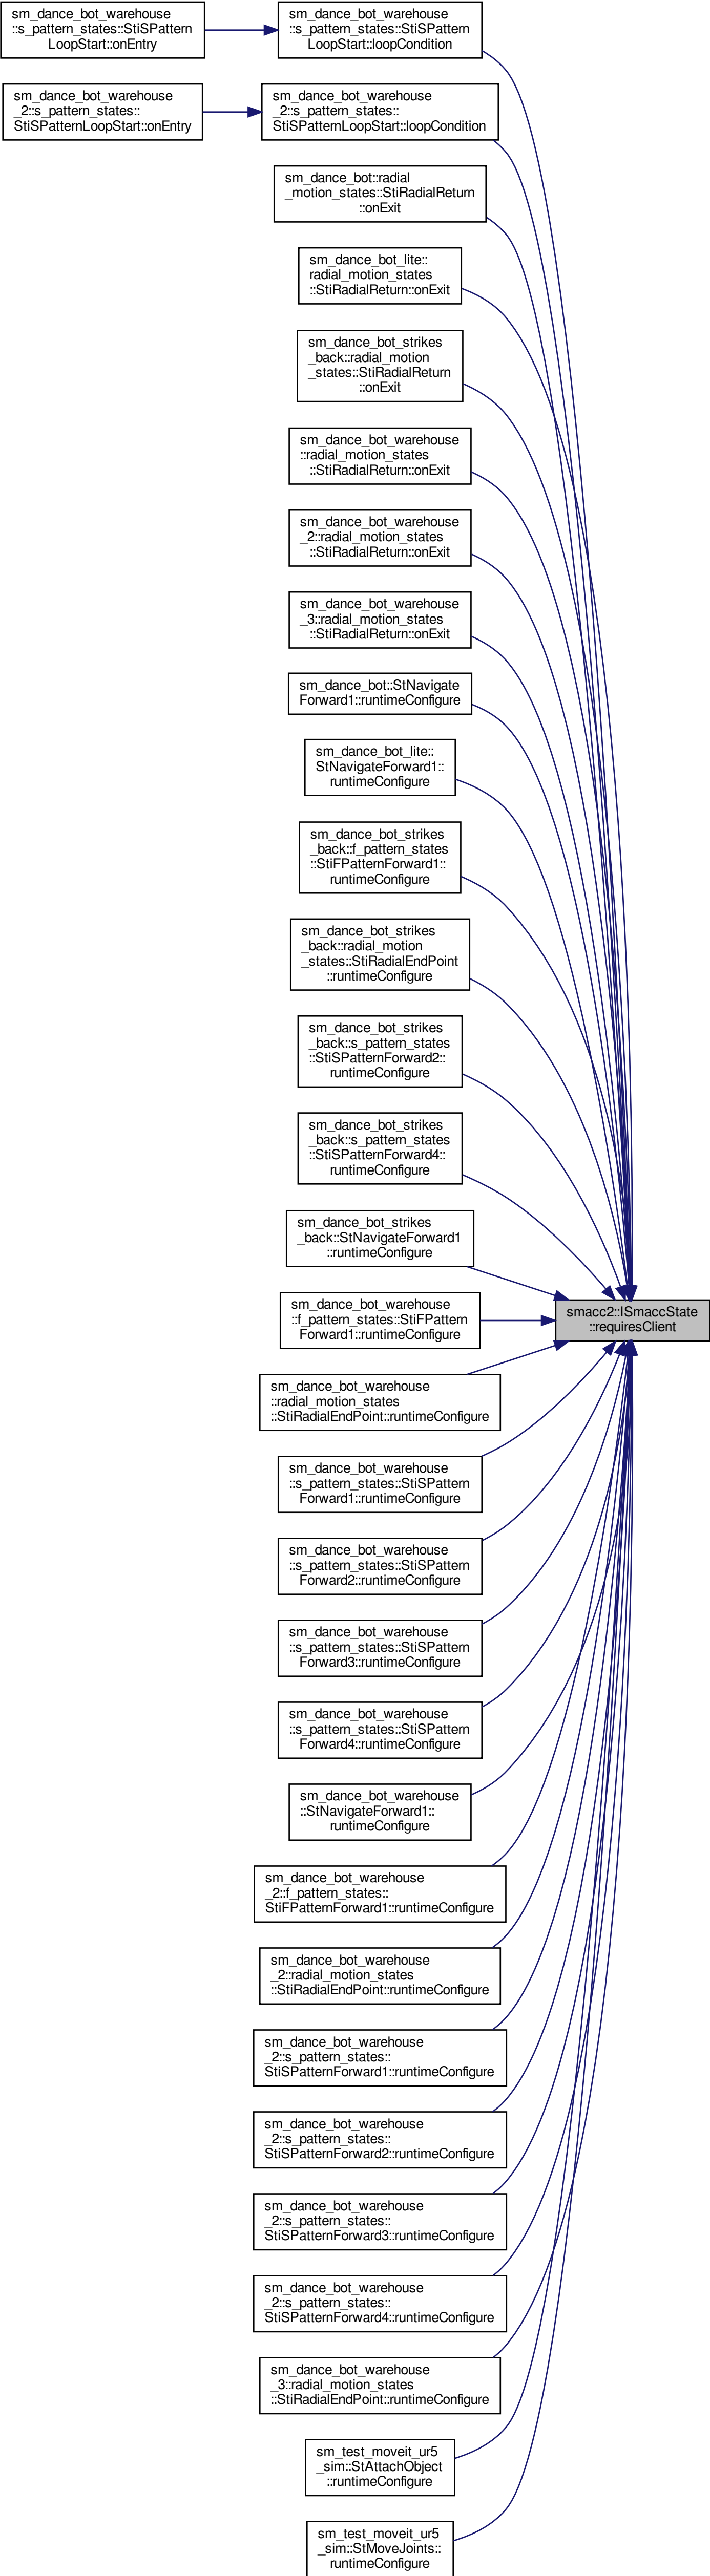 sm_dance_bot_warehouse
::s_pattern_states::StiSPattern
LoopStart::onEntry
sm_dance_bot_warehouse
::s_pattern_states::StiSPattern
LoopStart::loopCondition
sm_dance_bot_warehouse
_2::s_pattern_states::
StiSPatternLoopStart::onEntry
sm_dance_bot_warehouse
_2::s_pattern_states::
StiSPatternLoopStart::loopCondition
sm_dance_bot::radial
_motion_states::StiRadialReturn
::onExit
sm_dance_bot_lite::
radial_motion_states
::StiRadialReturn::onExit
sm_dance_bot_strikes
_back::radial_motion
_states::StiRadialReturn
::onExit
sm_dance_bot_warehouse
::radial_motion_states
::StiRadialReturn::onExit
sm_dance_bot_warehouse
_2::radial_motion_states
::StiRadialReturn::onExit
sm_dance_bot_warehouse
_3::radial_motion_states
::StiRadialReturn::onExit
sm_dance_bot::StNavigate
Forward1::runtimeConfigure
sm_dance_bot_lite::
StNavigateForward1::
runtimeConfigure
sm_dance_bot_strikes
_back::f_pattern_states
::StiFPatternForward1::
runtimeConfigure
sm_dance_bot_strikes
_back::radial_motion
_states::StiRadialEndPoint
::runtimeConfigure
sm_dance_bot_strikes
_back::s_pattern_states
::StiSPatternForward2::
runtimeConfigure
sm_dance_bot_strikes
_back::s_pattern_states
::StiSPatternForward4::
runtimeConfigure
sm_dance_bot_strikes
_back::StNavigateForward1
::runtimeConfigure
smacc2::ISmaccState
::requiresClient
sm_dance_bot_warehouse
::f_pattern_states::StiFPattern
Forward1::runtimeConfigure
sm_dance_bot_warehouse
::radial_motion_states
::StiRadialEndPoint::runtimeConfigure
sm_dance_bot_warehouse
::s_pattern_states::StiSPattern
Forward1::runtimeConfigure
sm_dance_bot_warehouse
::s_pattern_states::StiSPattern
Forward2::runtimeConfigure
sm_dance_bot_warehouse
::s_pattern_states::StiSPattern
Forward3::runtimeConfigure
sm_dance_bot_warehouse
::s_pattern_states::StiSPattern
Forward4::runtimeConfigure
sm_dance_bot_warehouse
::StNavigateForward1::
runtimeConfigure
sm_dance_bot_warehouse
_2::f_pattern_states::
StiFPatternForward1::runtimeConfigure
sm_dance_bot_warehouse
_2::radial_motion_states
::StiRadialEndPoint::runtimeConfigure
sm_dance_bot_warehouse
_2::s_pattern_states::
StiSPatternForward1::runtimeConfigure
sm_dance_bot_warehouse
_2::s_pattern_states::
StiSPatternForward2::runtimeConfigure
sm_dance_bot_warehouse
_2::s_pattern_states::
StiSPatternForward3::runtimeConfigure
sm_dance_bot_warehouse
_2::s_pattern_states::
StiSPatternForward4::runtimeConfigure
sm_dance_bot_warehouse
_3::radial_motion_states
::StiRadialEndPoint::runtimeConfigure
sm_test_moveit_ur5
_sim::StAttachObject
::runtimeConfigure
sm_test_moveit_ur5
_sim::StMoveJoints::
runtimeConfigure